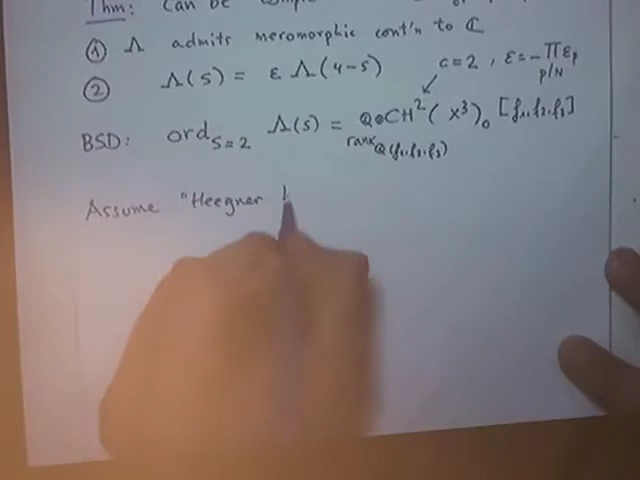 Thm: Can be
① Λ admits meromorphic cont'n to ℂ
② Λ(s) = ε Λ(4-s) c=2, ε=-∏ε_p
p|N
BSD: ord_{s=2} Λ(s) = Q⊗CH²(X³)₀ [f₁,f₂,f₃]
rank_{Q(f₁,f₂,f₃)}
Assume "Heegner